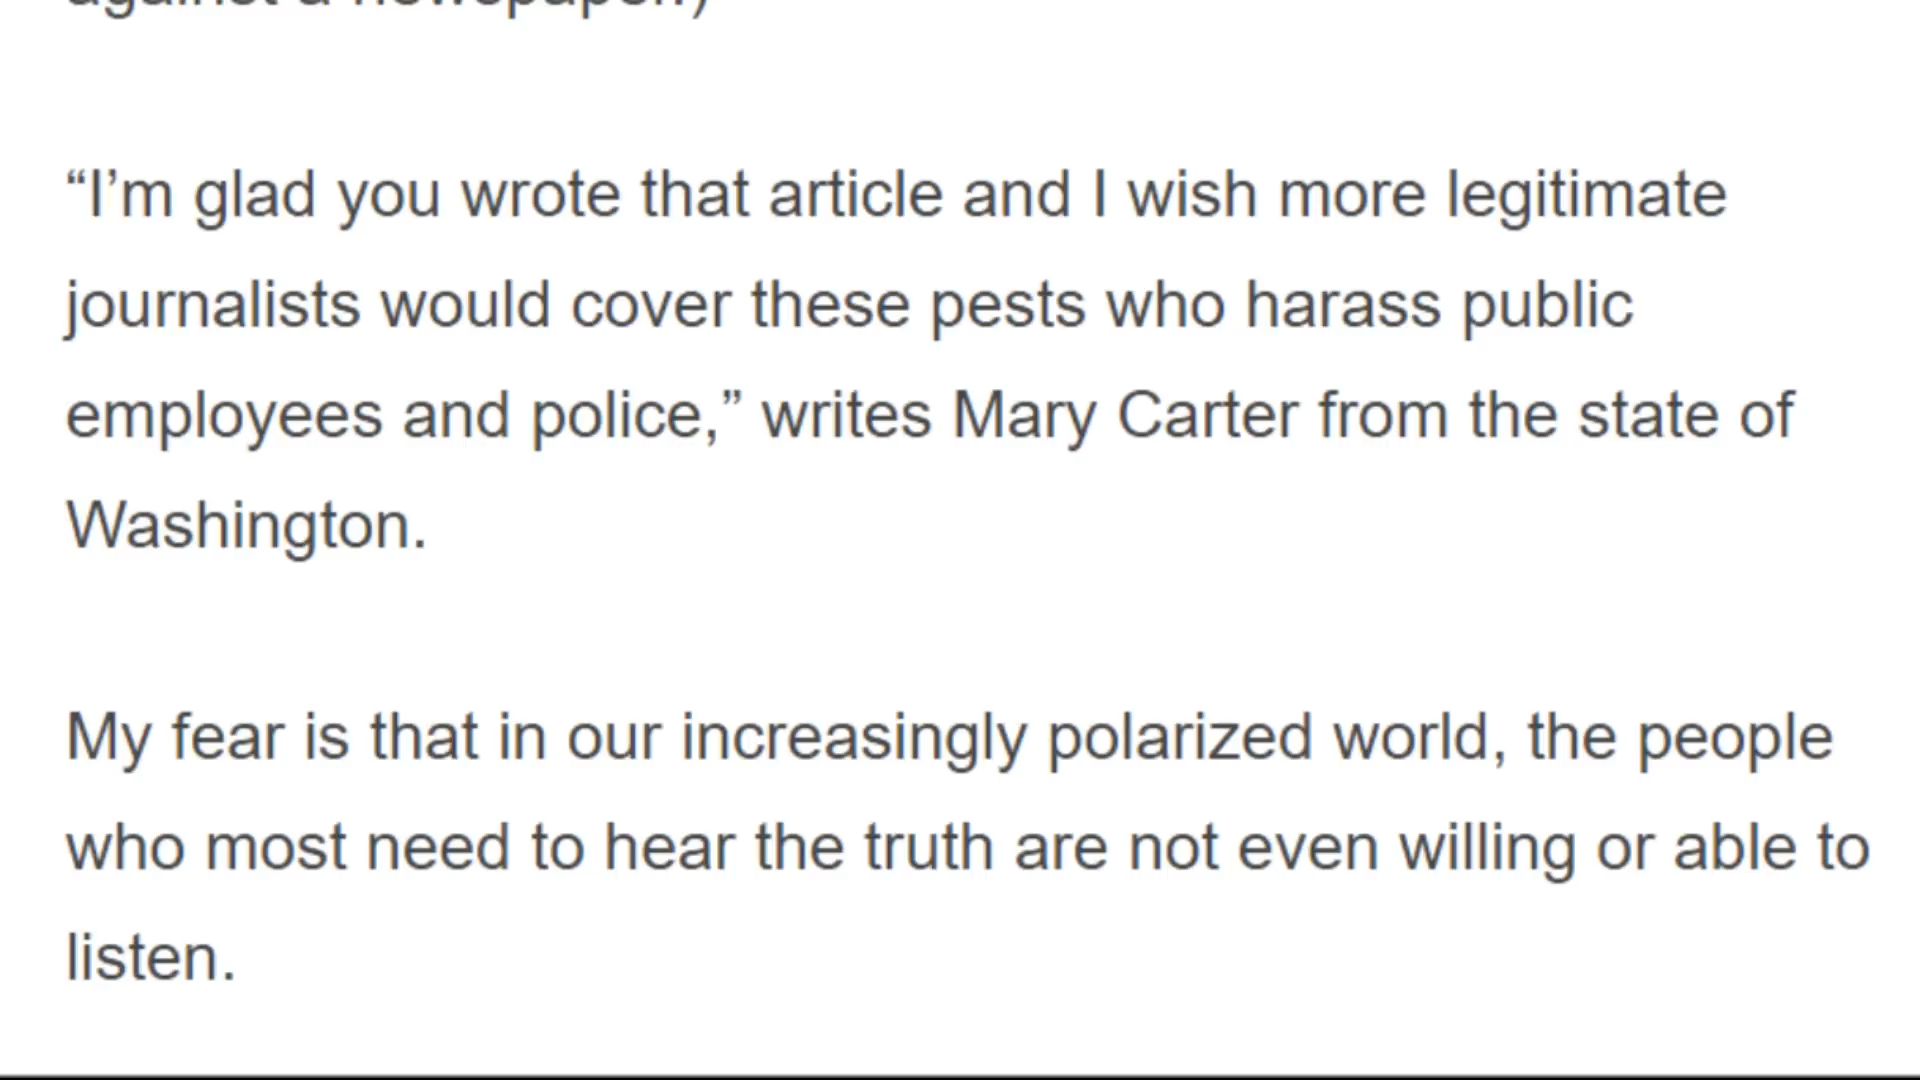 against a newspaper.)
“I’m glad you wrote that article and I wish more legitimate
journalists would cover these pests who harass public
employees and police,” writes Mary Carter from the state of
Washington.
My fear is that in our increasingly polarized world, the people
who most need to hear the truth are not even willing or able to
listen.